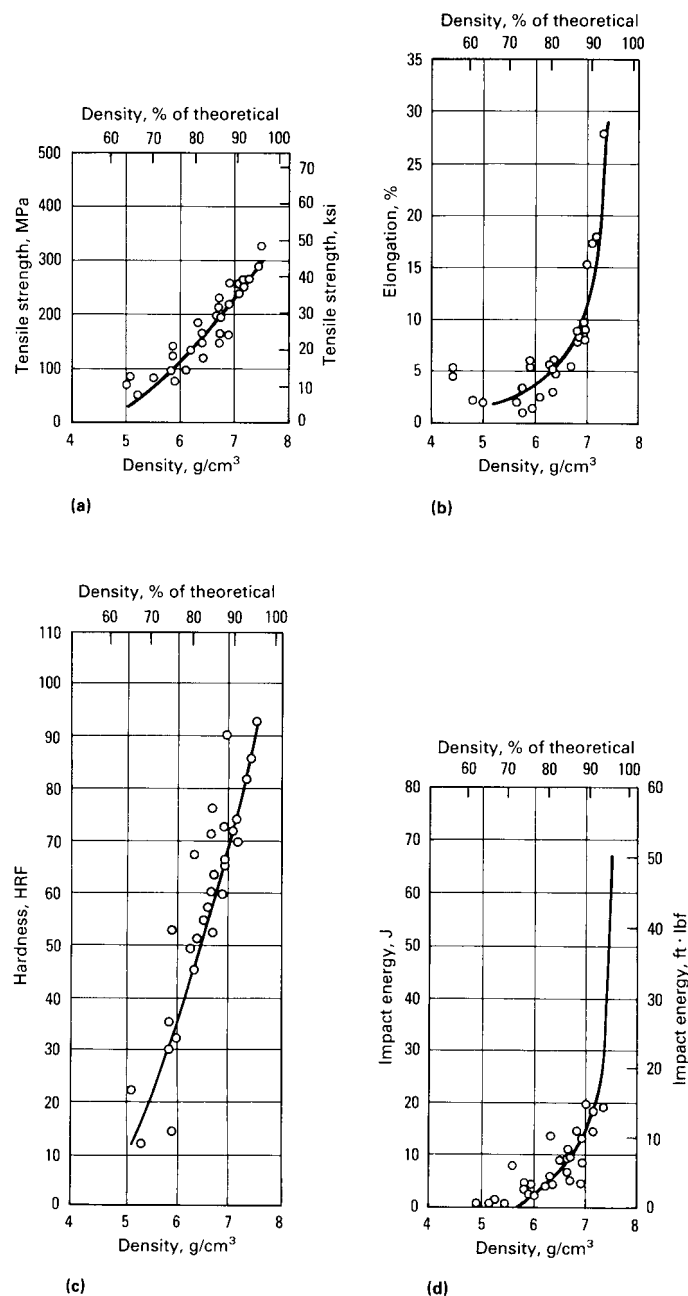 Density, % of theoretical
60 70 80 90 100
500
400
300
200
100
0
Tensile strength, MPa
70
60
50
40
30
20
10
0
Tensile strength, ksi
4 5 6 7 8
Density, g/cm³
(a)
Density, % of theoretical
60 70 80 90 100
35
30
25
20
15
10
5
0
Elongation, %
4 5 6 7 8
Density, g/cm³
(b)
Density, % of theoretical
60 70 80 90 100
110
100
90
80
70
60
50
40
30
20
10
0
Hardness, HRF
4 5 6 7 8
Density, g/cm³
(c)
Density, % of theoretical
60 70 80 90 100
80
70
60
50
40
30
20
10
0
Impact energy, J
60
50
40
30
20
10
0
Impact energy, ft · lbf
4 5 6 7 8
Density, g/cm³
(d)